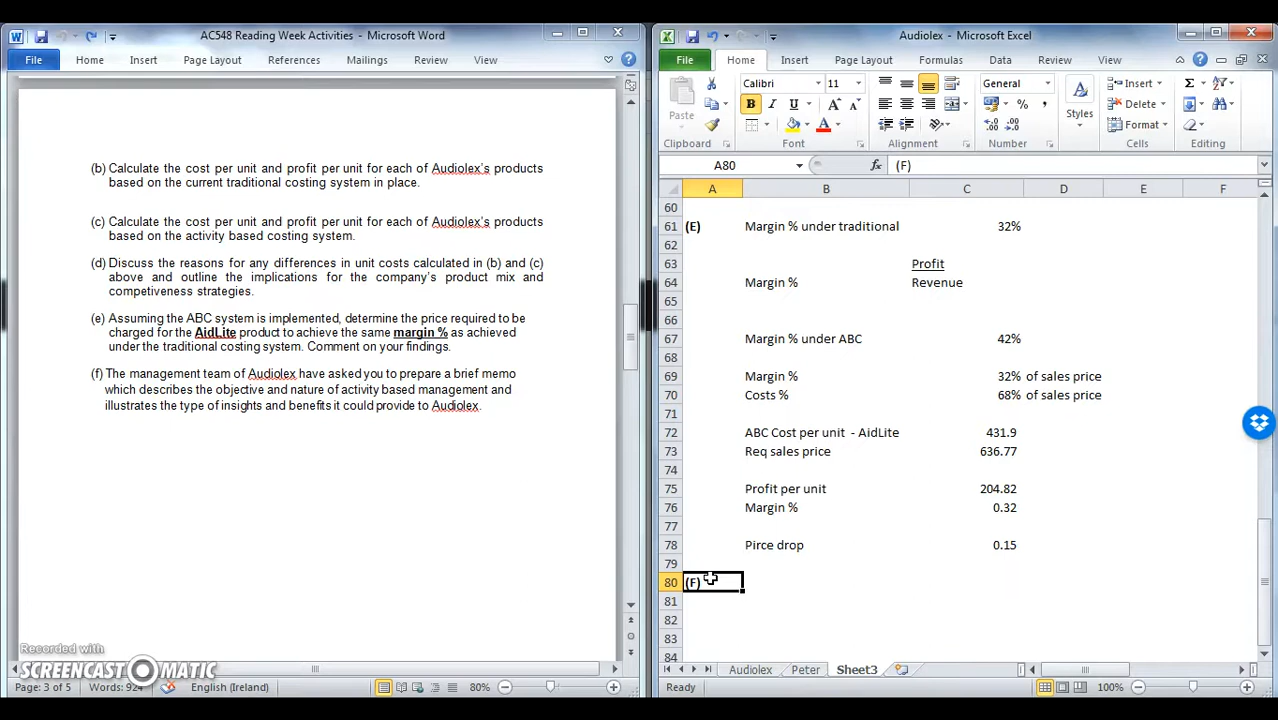 AC548 Reading Week Activities - Microsoft Word
File Home Insert Page Layout References Mailings Review View
(b) Calculate the cost per unit and profit per unit for each of Audiolex's products
based on the current traditional costing system in place.
(c) Calculate the cost per unit and profit per unit for each of Audiolex's products
based on the activity based costing system.
(d) Discuss the reasons for any differences in unit costs calculated in (b) and (c)
above and outline the implications for the company's product mix and
competiveness strategies.
(e) Assuming the ABC system is implemented, determine the price required to be
charged for the AidLite product to achieve the same margin % as achieved
under the traditional costing system. Comment on your findings.
(f) The management team of Audiolex have asked you to prepare a brief memo
which describes the objective and nature of activity based management and
illustrates the type of insights and benefits it could provide to Audiolex.
Recorded with
SCREENCAST-O-MATIC
Page: 3 of 5 Words: 924 English (Ireland) 80%
Audiolex - Microsoft Excel
File Home Insert Page Layout Formulas Data Review View
Calibri 11 General Insert
Paste B I U Styles Delete
Format
Clipboard Font Alignment Number Cells Editing
A80 fx (F)
A B C D E F
60
61 (E) Margin % under traditional 32%
62
63 Profit
64 Margin % Revenue
65
66
67 Margin % under ABC 42%
68
69 Margin % 32% of sales price
70 Costs % 68% of sales price
71
72 ABC Cost per unit - AidLite 431.9
73 Req sales price 636.77
74
75 Profit per unit 204.82
76 Margin % 0.32
77
78 Pirce drop 0.15
79
80 (F)
81
82
83
84
Audiolex Peter Sheet3
Ready 100%